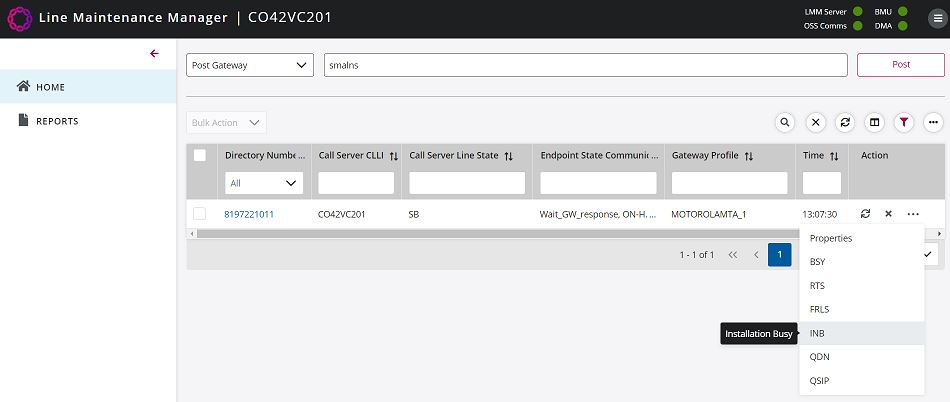 Line Maintenance Manager | CO42VC201
LMM Server BMU
OSS Comms DMA
HOME
REPORTS
Post Gateway smalns Post
Bulk Action
Directory Numbe... Call Server CLLI Call Server Line State Endpoint State Communic... Gateway Profile Time Action
All
8197221011 CO42VC201 SB Wait_GW_response, ON-H. ... MOTOROLAMTA_1 13:07:30
1 - 1 of 1 1
Properties
BSY
RTS
FRLS
Installation Busy INB
QDN
QSIP